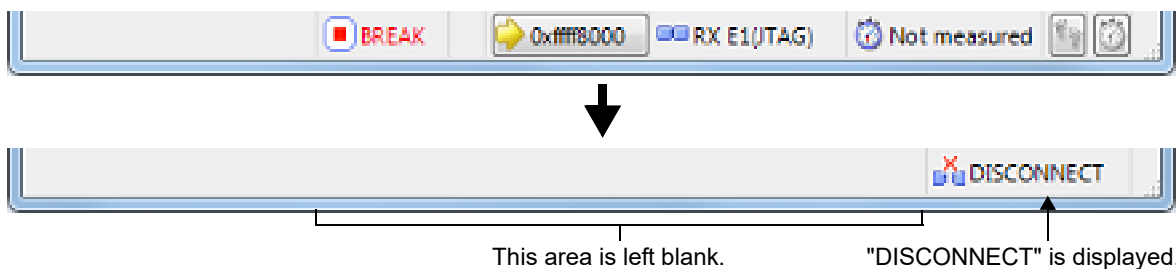 BREAK 0xffff8000 RX E1(JTAG) Not measured
DISCONNECT
This area is left blank. "DISCONNECT" is displayed